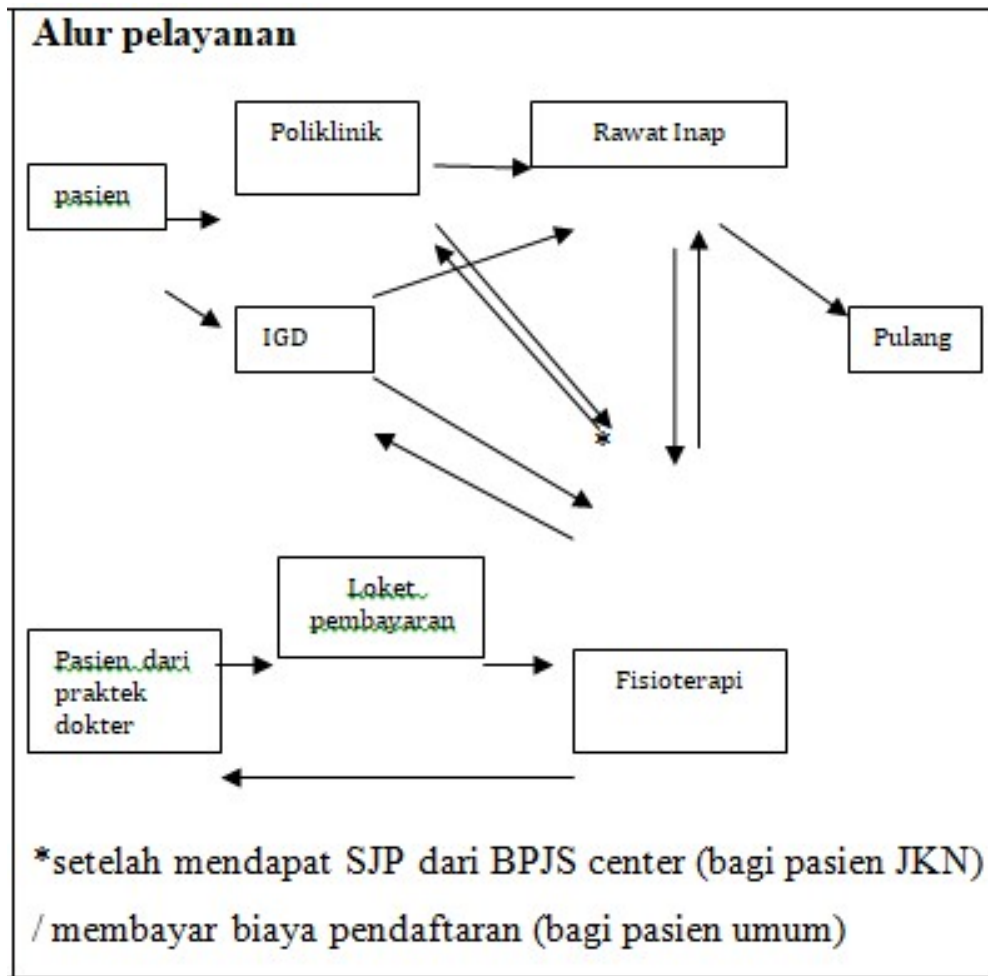 Alur pelayanan
Poliklinik
Rawat Inap
pasien
IGD
Pulang
*
Loket
pembayaran
Pasien dari
praktek
dokter
Fisioterapi
*setelah mendapat SJP dari BPJS center (bagi pasien JKN)
/ membayar biaya pendaftaran (bagi pasien umum)